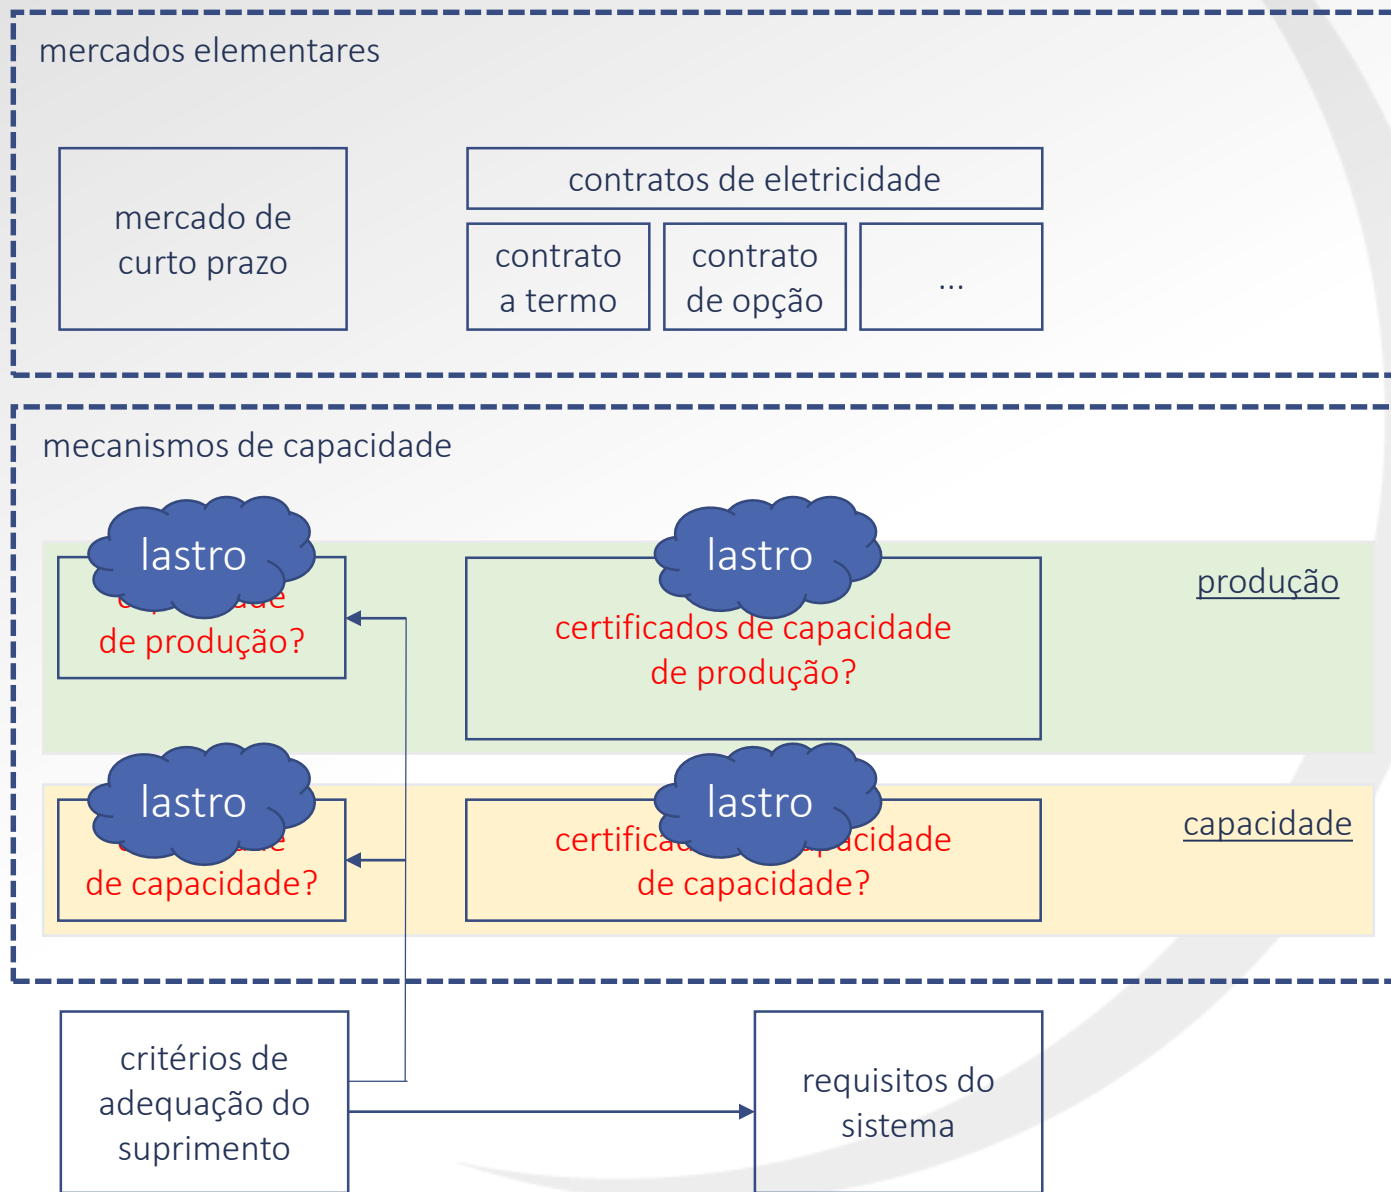 mercados elementares
mercado de
curto prazo
contratos de eletricidade
contrato
a termo
contrato
de opção
...
mecanismos de capacidade
lastro
de produção?
lastro
certificados de capacidade
de produção?
produção
lastro
de capacidade?
lastro
de capacidade?
capacidade
critérios de
adequação do
suprimento
requisitos do
sistema